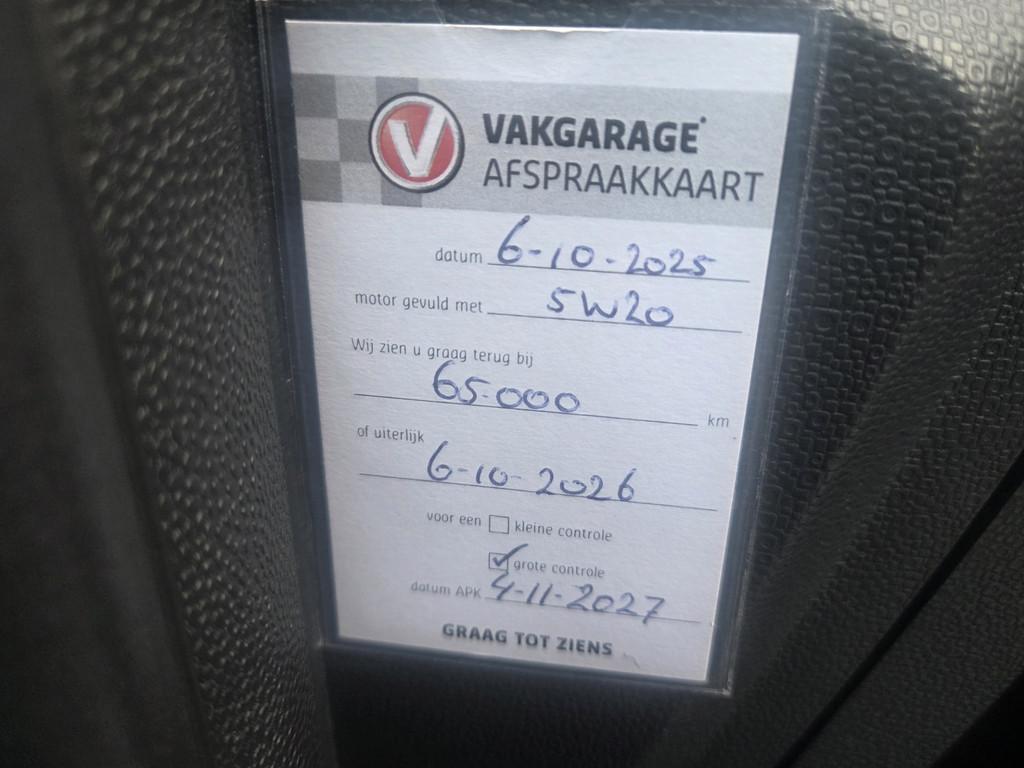 V
VAKGARAGE
AFSPRAAKKAART
datum 6-10-2025
motor gevuld met 5W20
Wij zien u graag terug bij
65.000 km
of uiterlijk
6-10-2026
voor een kleine controle
grote controle
datum APK 4-11-2027
GRAAG TOT ZIENS